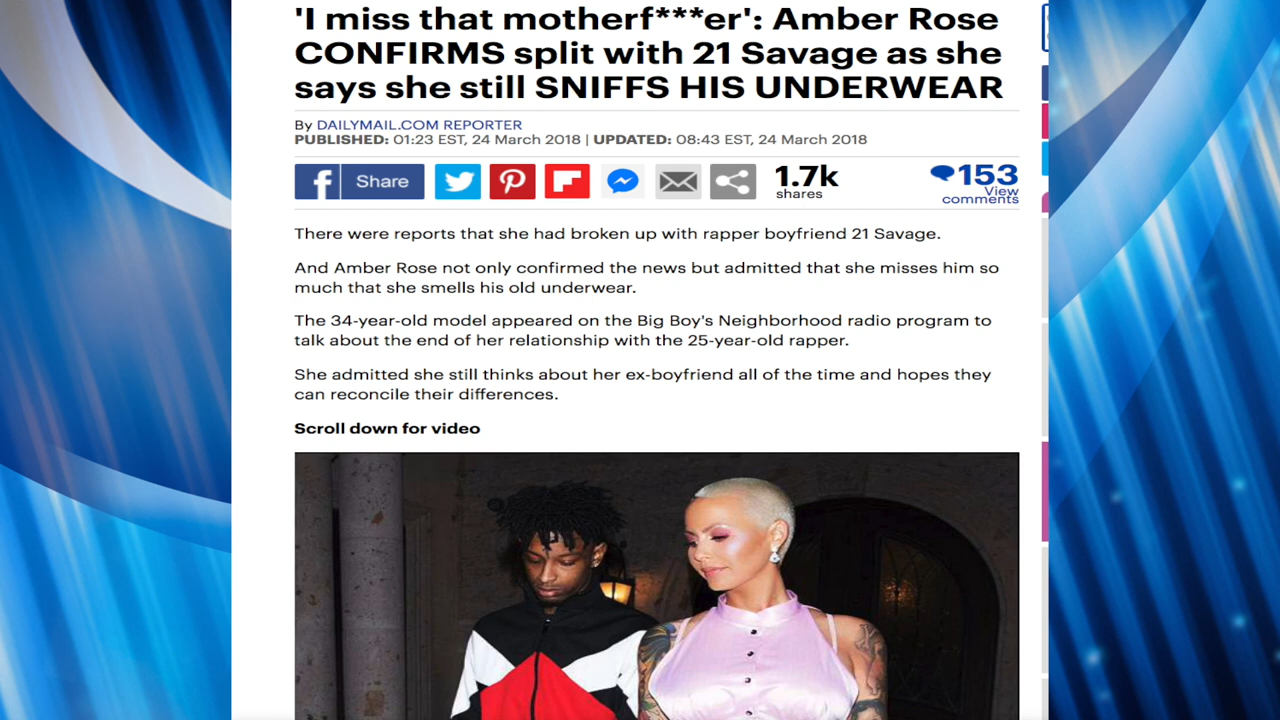 'I miss that motherf***er': Amber Rose
CONFIRMS split with 21 Savage as she
says she still SNIFFS HIS UNDERWEAR
By DAILYMAIL.COM REPORTER
PUBLISHED: 01:23 EST, 24 March 2018 | UPDATED: 08:43 EST, 24 March 2018
f Share
1.7k
shares
153
View
comments
There were reports that she had broken up with rapper boyfriend 21 Savage.
And Amber Rose not only confirmed the news but admitted that she misses him so
much that she smells his old underwear.
The 34-year-old model appeared on the Big Boy's Neighborhood radio program to
talk about the end of her relationship with the 25-year-old rapper.
She admitted she still thinks about her ex-boyfriend all of the time and hopes they
can reconcile their differences.
Scroll down for video